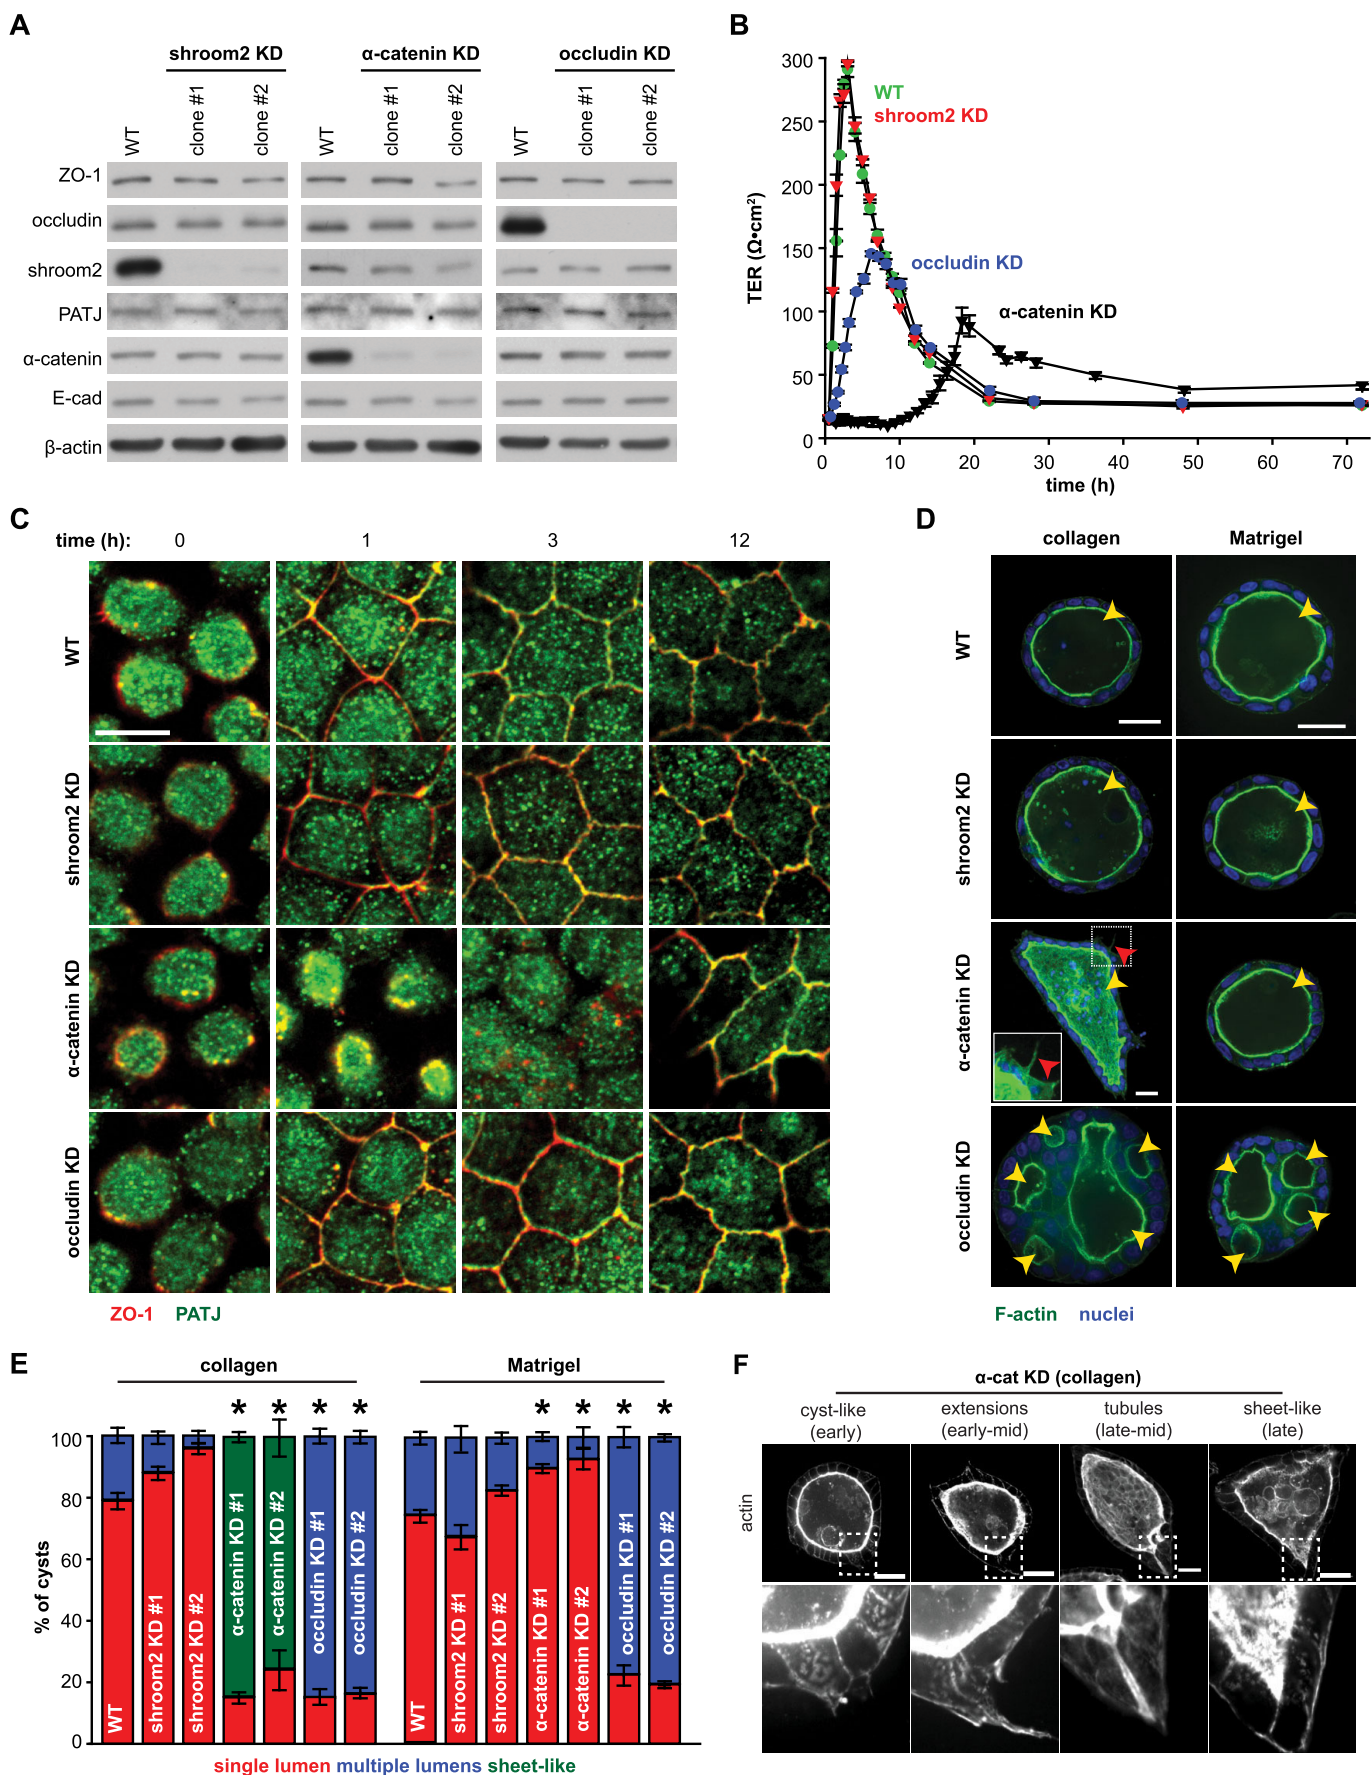 A
shroom2 KD
α-catenin KD
occludin KD
WT
clone #1
clone #2
WT
clone #1
clone #2
WT
clone #1
clone #2
ZO-1
occludin
shroom2
PATJ
α-catenin
E-cad
β-actin
B
300
250
200
150
100
50
0
TER (Ω•cm²)
WT
shroom2 KD
occludin KD
α-catenin KD
0 10 20 30 40 50 60 70
time (h)
C
time (h): 0 1 3 12
WT
shroom2 KD
α-catenin KD
occludin KD
ZO-1 PATJ
D
collagen Matrigel
WT
shroom2 KD
α-catenin KD
occludin KD
F-actin nuclei
E
collagen Matrigel
* * * * * * * *
100
80
60
40
20
0
% of cysts
WT
shroom2 KD #1
shroom2 KD #2
α-catenin KD #1
α-catenin KD #2
occludin KD #1
occludin KD #2
WT
shroom2 KD #1
shroom2 KD #2
α-catenin KD #1
α-catenin KD #2
occludin KD #1
occludin KD #2
single lumen multiple lumens sheet-like
F
α-cat KD (collagen)
cyst-like extensions tubules sheet-like
(early) (early-mid) (late-mid) (late)
actin